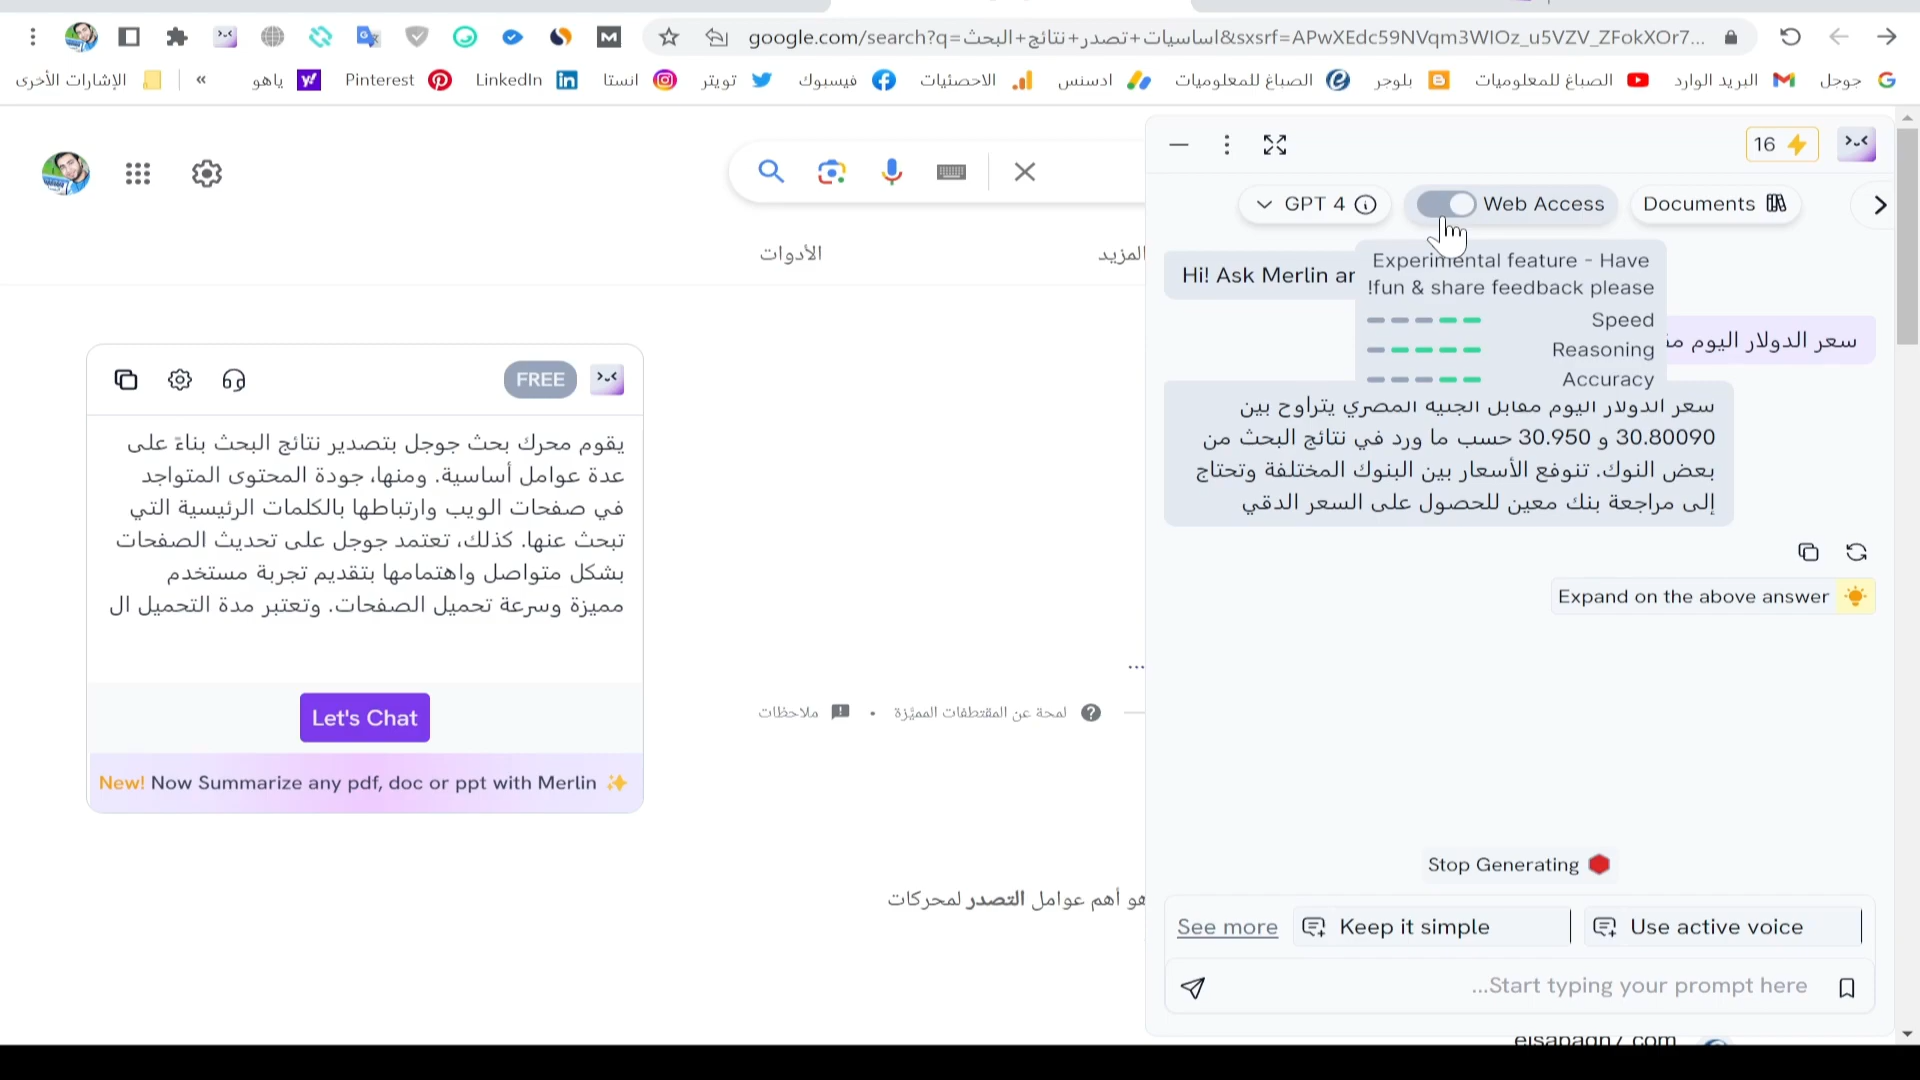 google.com/search?q=اساسيات+تصدر+نتائج+البحث&sxsrf=APwXEdc59NVqm3WIOz_u5VZV_ZFokXOr7...
جوجل
البريد الوارد
الصباغ للمعلوميات
بلوجر
الصباغ للمعلوميات
ادسنس
الاحصئيات
فيسبوك
تويتر
انستا
LinkedIn
Pinterest
ياهو
»
الإشارات الأخرى
المزيد
الأدوات
FREE
يقوم محرك بحث جوجل بتصدير نتائج البحث بناءً على
عدة عوامل أساسية. ومنها، جودة المحتوى المتواجد
في صفحات الويب وارتباطها بالكلمات الرئيسية التي
تبحث عنها. كذلك، تعتمد جوجل على تحديث الصفحات
بشكل متواصل واهتمامها بتقديم تجربة مستخدم
مميزة وسرعة تحميل الصفحات. وتعتبر مدة التحميل ال
Let's Chat
New! Now Summarize any pdf, doc or ppt with Merlin
...
لمحة عن المقتطفات المميَّزة • ملاحظات
هو أهم عوامل التصدر لمحركات
16
GPT 4
Web Access
Documents
Hi! Ask Merlin
Experimental feature - Have
!fun & share feedback please
Speed
Reasoning
Accuracy
سعر الدولار اليوم
سعر الدولار اليوم مقابل الجنيه المصري يتراوح بين
30.80090 و 30.950 حسب ما ورد في نتائج البحث من
بعض النوك. تنوفع الأسعار بين البنوك المختلفة وتحتاج
إلى مراجعة بنك معين للحصول على السعر الدقي
Expand on the above answer
Stop Generating
See more
Keep it simple
Use active voice
...Start typing your prompt here
elsabagh7.com